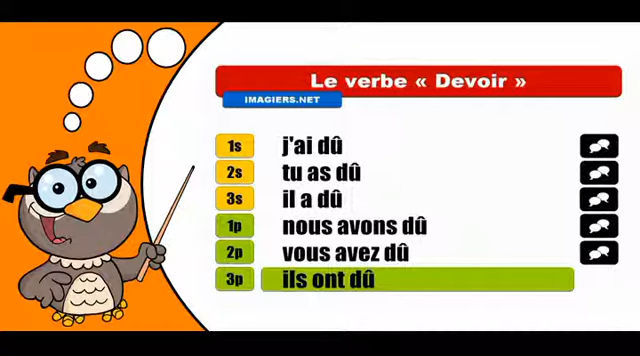 Le verbe « Devoir »
IMAGIERS.NET
1s j'ai dû
2s tu as dû
3s il a dû
1p nous avons dû
2p vous avez dû
3p ils ont dû